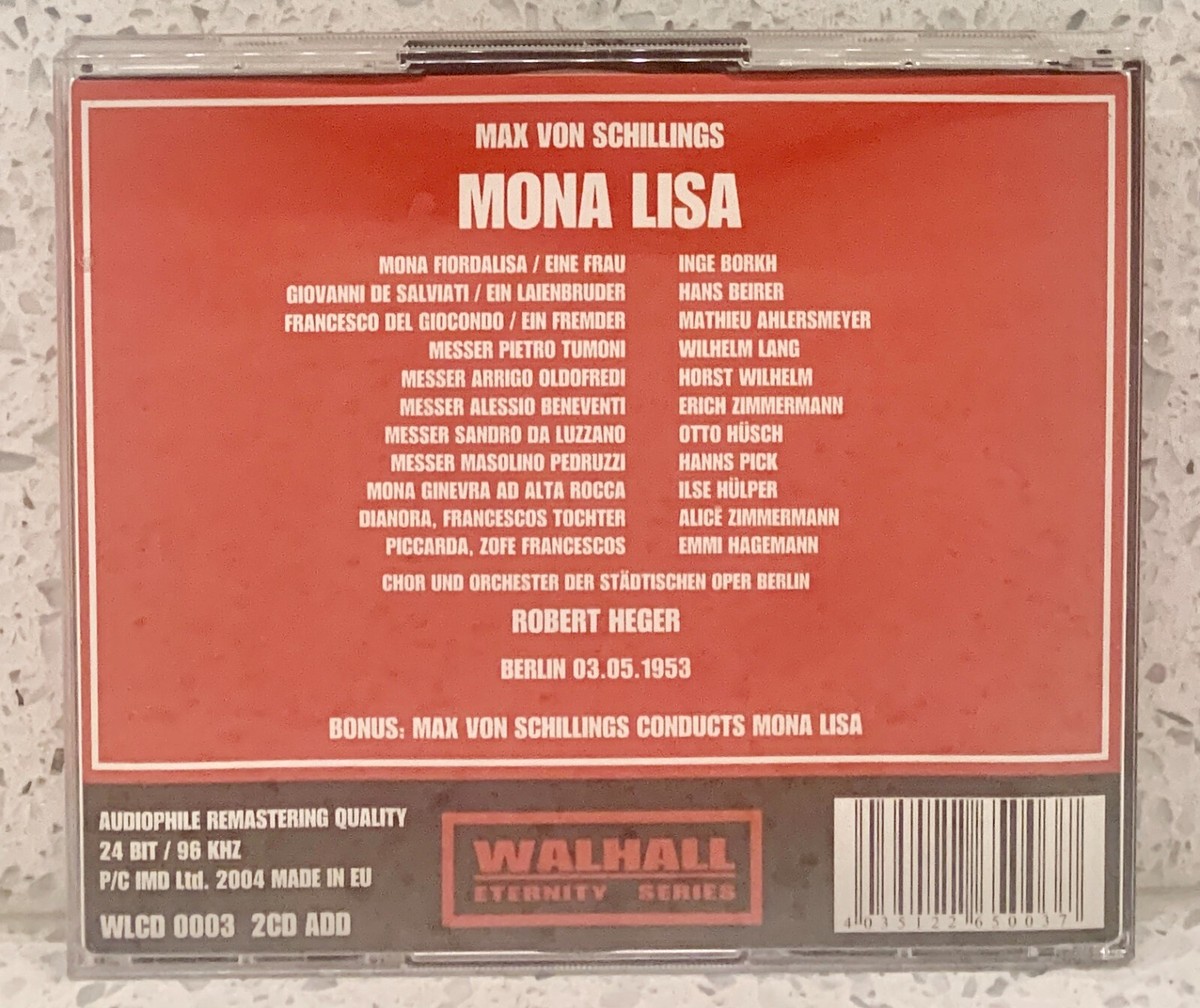 MAX VON SCHILLINGS
MONA LISA
MONA FIORDALISA / EINE FRAU INGE BORKH
GIOVANNI DE SALVIATI / EIN LAIENBRUDER HANS BEIRER
FRANCESCO DEL GIOCONDO / EIN FREMDER MATHIEU AHLERSMEYER
MESSER PIETRO TUMONI WILHELM LANG
MESSER ARRIGO OLDOFREDI HORST WILHELM
MESSER ALESSIO BENEVENTI ERICH ZIMMERMANN
MESSER SANDRO DA LUZZANO OTTO HÜSCH
MESSER MASOLINO PEDRUZZI HANNS PICK
MONA GINEVRA AD ALTA ROCCA ILSE HÜLPER
DIANORA, FRANCESCOS TOCHTER ALICË ZIMMERMANN
PICCARDA, ZOFE FRANCESCOS EMMI HAGEMANN
CHOR UND ORCHESTER DER STÄDTISCHEN OPER BERLIN
ROBERT HEGER
BERLIN 03.05.1953
BONUS: MAX VON SCHILLINGS CONDUCTS MONA LISA
AUDIOPHILE REMASTERING QUALITY
24 BIT / 96 KHZ
P/C IMD Ltd. 2004 MADE IN EU
WLCD 0003 2CD ADD
WALHALL
ETERNITY SERIES
4 035122 650037